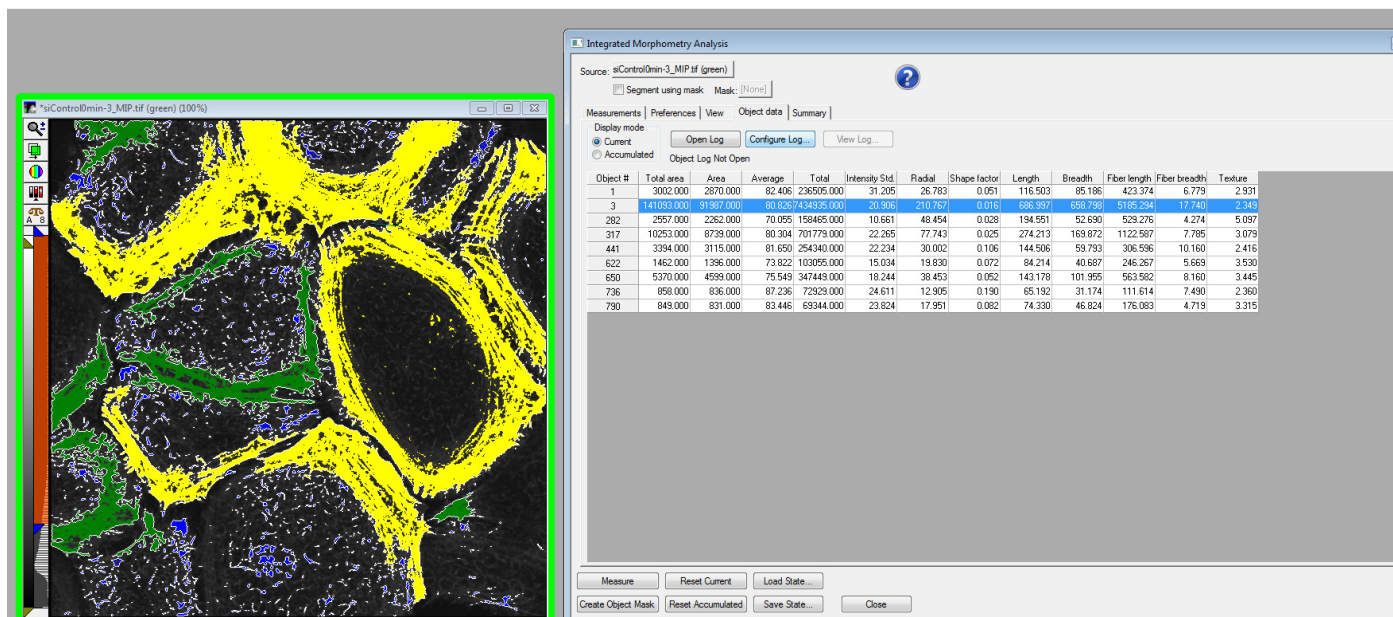 Integrated Morphometry Analysis
Source: siControl0min-3_MIP.tif (green)
Segment using mask Mask: [None]
*siControl0min-3_MIP.tif (green) (100%)
Measurements Preferences View Object data Summary
Display mode
Current
Accumulated
Open Log Configure Log... View Log...
Object Log Not Open
A 8
Object # Total area Area Average Total Intensity Std. Radial Shape factor Length Breadth Fiber length Fiber breadth Texture
1 3002.000 2870.000 82.406 236505.000 31.205 26.783 0.051 116.503 85.186 423.374 6.779 2.931
3 141093.000 91987.000 80.826 7434935.000 20.906 210.767 0.016 686.997 658.798 5185.294 17.740 2.349
282 2557.000 2262.000 70.055 158465.000 10.661 48.454 0.028 194.551 52.690 529.276 4.274 5.097
317 10253.000 8739.000 80.304 701779.000 22.265 77.743 0.025 274.213 169.872 1122.587 7.785 3.079
441 3394.000 3115.000 81.650 254340.000 22.234 30.002 0.106 144.506 59.793 306.596 10.160 2.416
622 1462.000 1396.000 73.822 103055.000 15.034 19.830 0.072 84.214 40.687 246.267 5.669 3.530
650 5370.000 4599.000 75.549 347449.000 18.244 38.453 0.052 143.178 101.955 563.582 8.160 3.445
736 858.000 836.000 87.236 72929.000 24.611 12.905 0.190 65.192 31.174 111.614 7.490 2.360
790 849.000 831.000 83.446 69344.000 23.824 17.951 0.082 74.330 46.824 176.083 4.719 3.315
Measure Reset Current Load State...
Create Object Mask Reset Accumulated Save State... Close